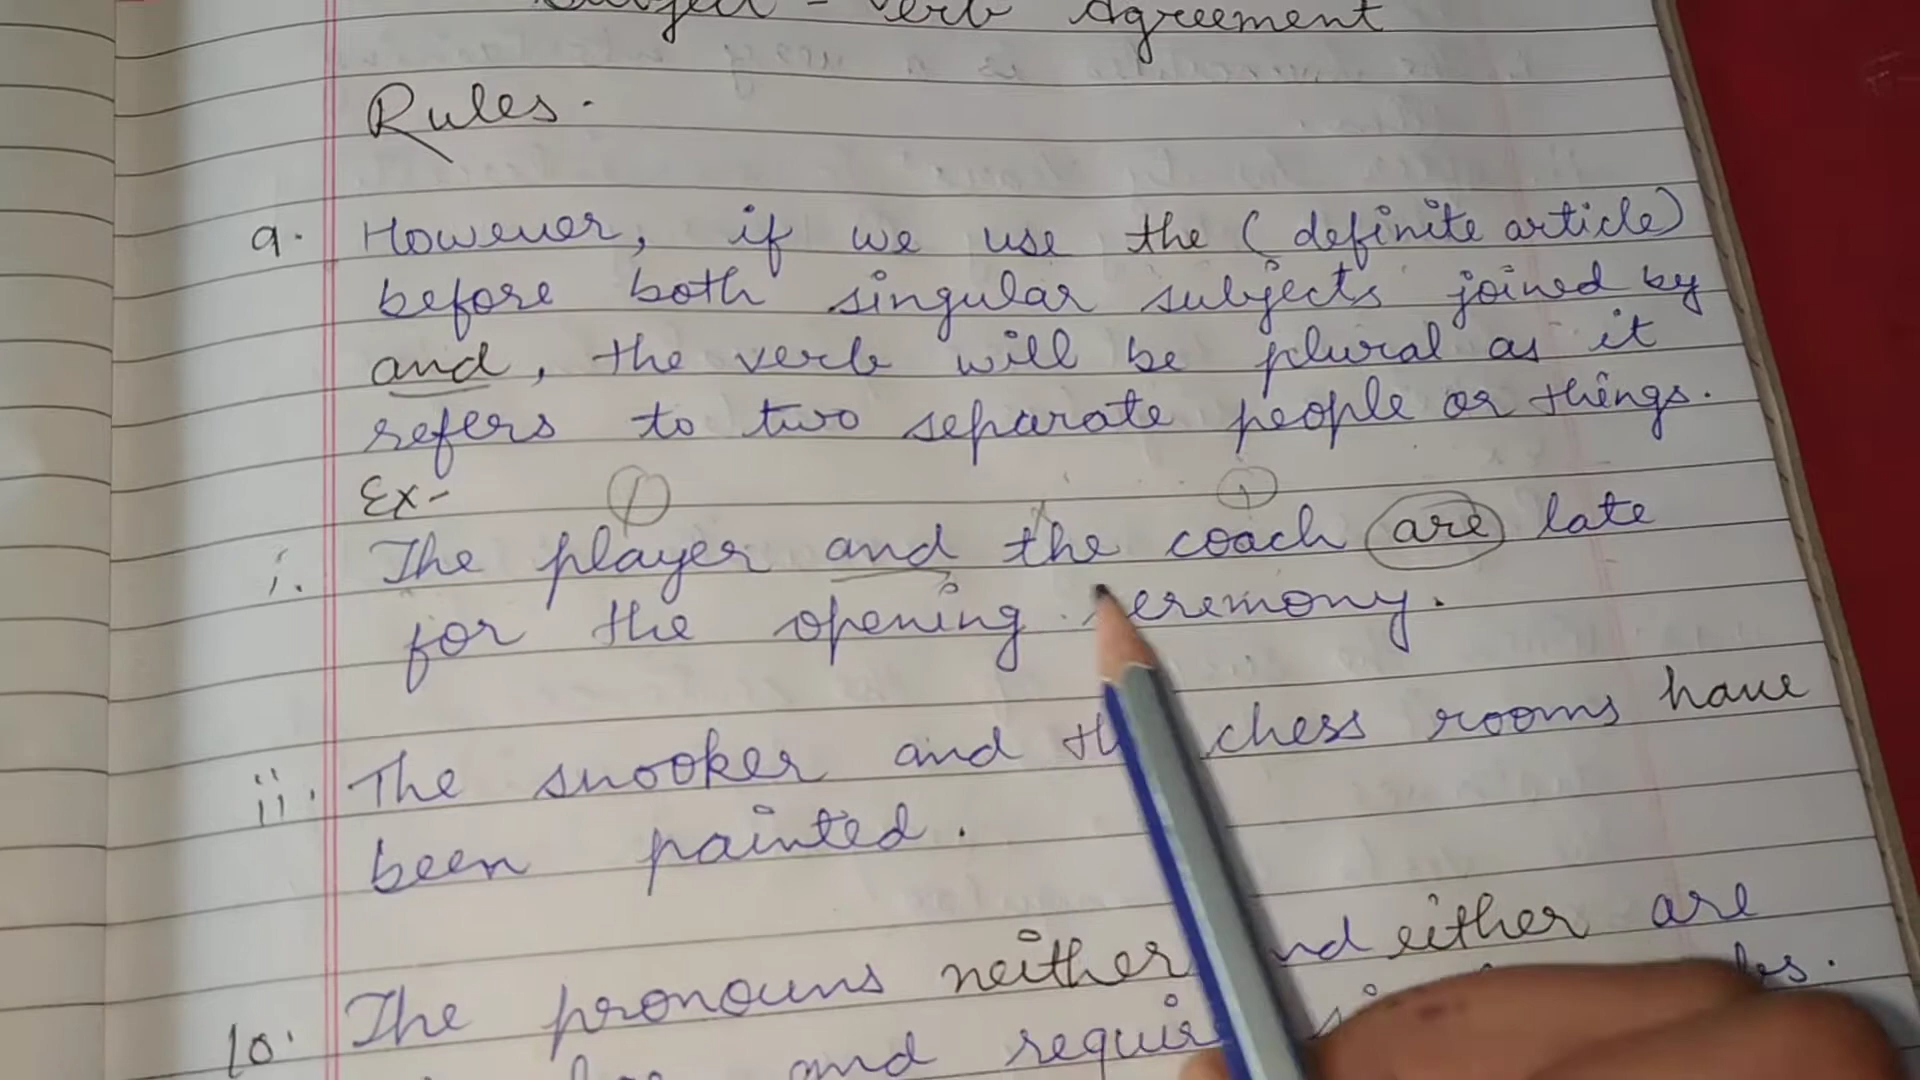 Subject - Verb Agreement
Rules.
9. However, if we use the (definite article)
before both singular subjects joined by
and, the verb will be plural as it
refers to two separate people or things.
Ex-
i. The player and the coach are late
for the opening ceremony.
ii. The snooker and the chess rooms have
been painted.
10. The pronouns neither and either are
and